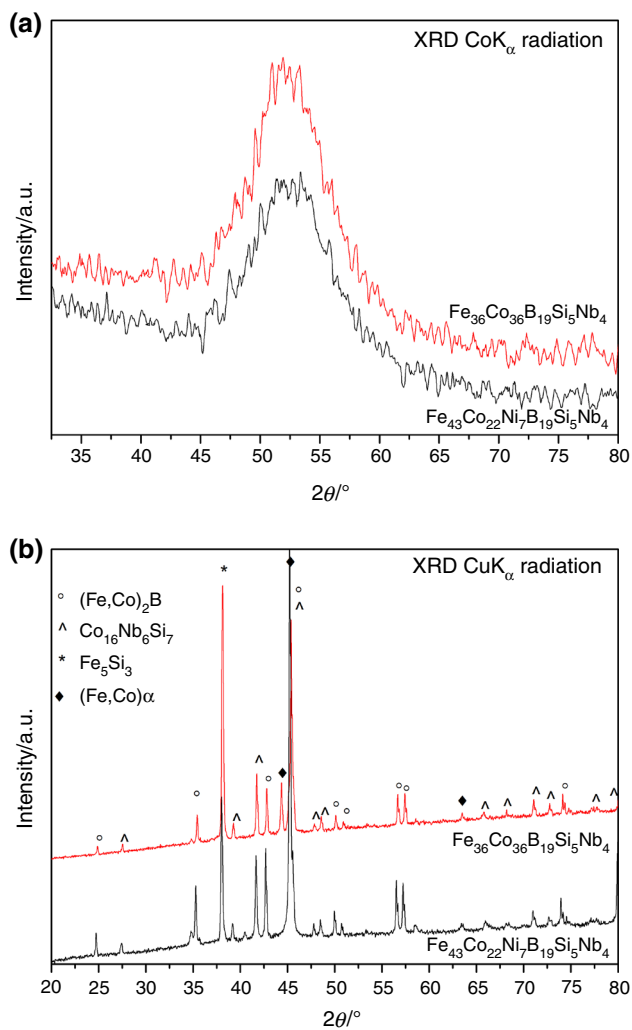 (a)
XRD CoKα radiation
Intensity/a.u.
Fe36Co36B19Si5Nb4
Fe43Co22Ni7B19Si5Nb4
35 40 45 50 55 60 65 70 75 80
2θ/°
(b)
XRD CuKα radiation
○ (Fe,Co)2B
^ Co16Nb6Si7
* Fe5Si3
♦ (Fe,Co)α
Intensity/a.u.
Fe36Co36B19Si5Nb4
Fe43Co22Ni7B19Si5Nb4
20 25 30 35 40 45 50 55 60 65 70 75 80
2θ/°